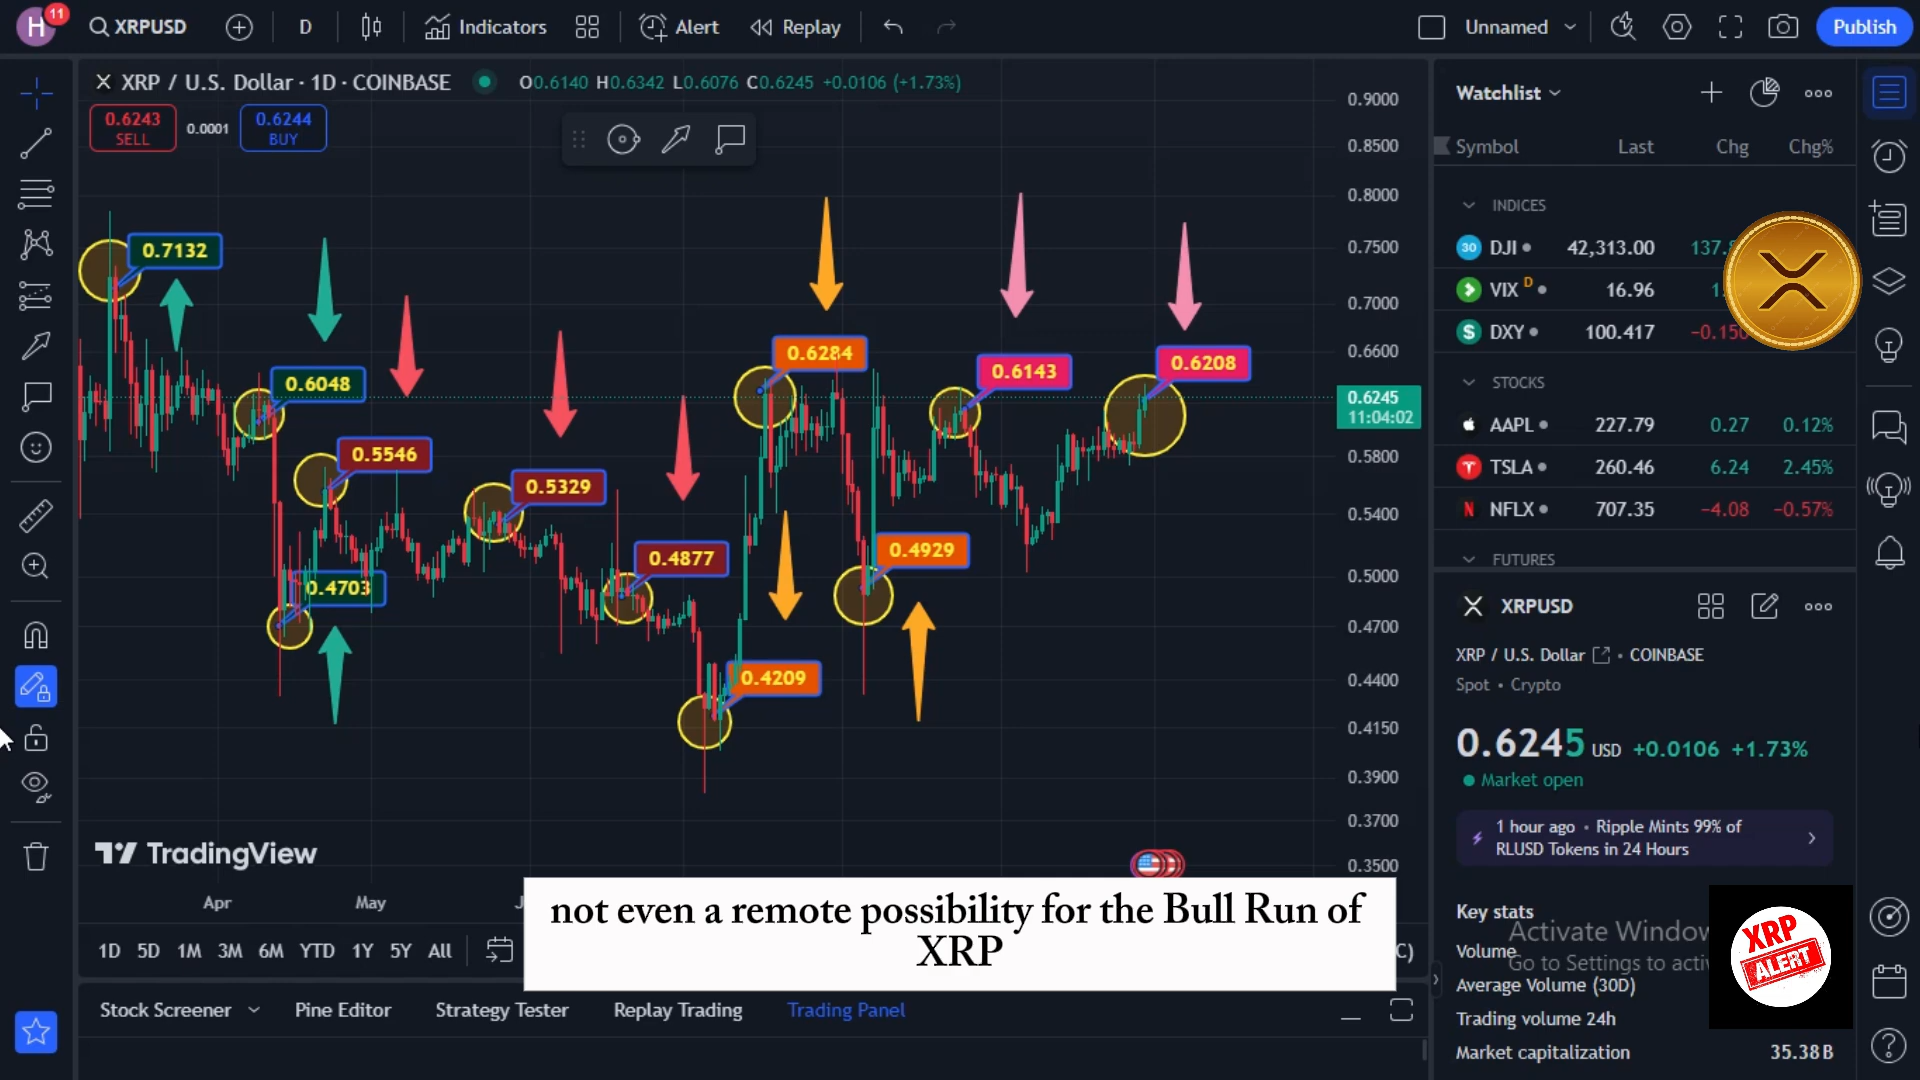 H
11
XRPUSD
D
Indicators
Alert
Replay
Unnamed
Publish
XRP / U.S. Dollar · 1D · COINBASE
O0.6140 H0.6342 L0.6076 C0.6245 +0.0106 (+1.73%)
0.6243
SELL
0.0001
0.6244
BUY
0.7132
0.6048
0.5546
0.4703
0.5329
0.4877
0.6284
0.4209
0.4929
0.6143
0.6208
0.9000
0.8500
0.8000
0.7500
0.7000
0.6600
0.6245
11:04:02
0.5800
0.5400
0.5000
0.4700
0.4400
0.4150
0.3900
0.3700
0.3500
TradingView
Apr
May
not even a remote possibility for the Bull Run of
XRP
1D 5D 1M 3M 6M YTD 1Y 5Y All
Stock Screener
Pine Editor
Strategy Tester
Replay Trading
Trading Panel
Watchlist
Symbol Last Chg Chg%
INDICES
30 DJI 42,313.00
VIX D 16.96
DXY 100.417
STOCKS
AAPL 227.79 0.27 0.12%
TSLA 260.46 6.24 2.45%
N NFLX 707.35 −4.08 −0.57%
FUTURES
XRPUSD
XRP / U.S. Dollar • COINBASE
Spot • Crypto
0.6245 USD +0.0106 +1.73%
Market open
1 hour ago • Ripple Mints 99% of
RLUSD Tokens in 24 Hours
Key stats
Activate Window
Volume
Go to Settings to
Average Volume (30D)
Trading volume 24h
Market capitalization 35.38B
XRP
ALERT